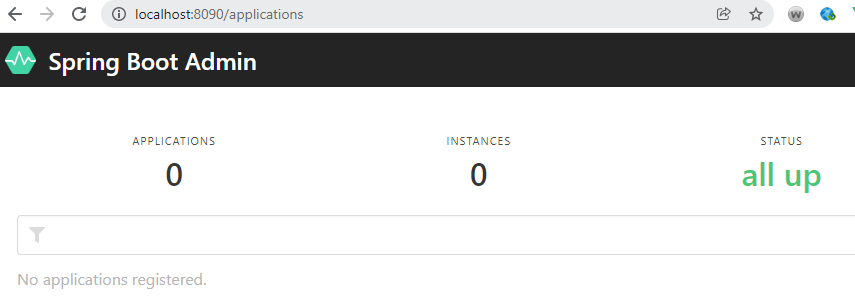 localhost:8090/applications
Spring Boot Admin
APPLICATIONS INSTANCES STATUS
0 0 all up
No applications registered.